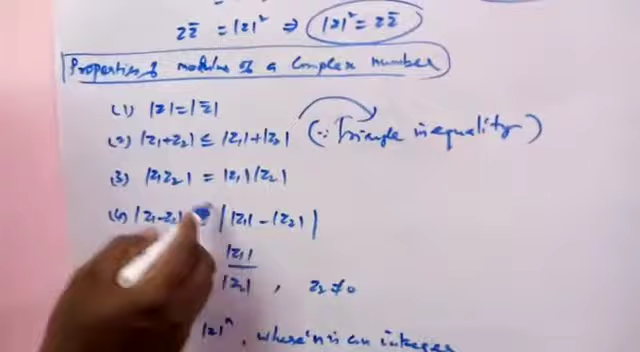 zz̄ = |z|² ⇒ |z|² = zz̄
Properties of modulus of a complex number
(1) |z| = |z̄|
(2) |z₁+z₂| ≤ |z₁|+|z₂| (∵ Triangle inequality)
(3) |z₁z₂| = |z₁| |z₂|
(4) |z₁-z₂| | |z₁| - |z₂| |
|z₁|
|z₂| , z₂ ≠ 0
|z|ⁿ, where 'n' is an integer